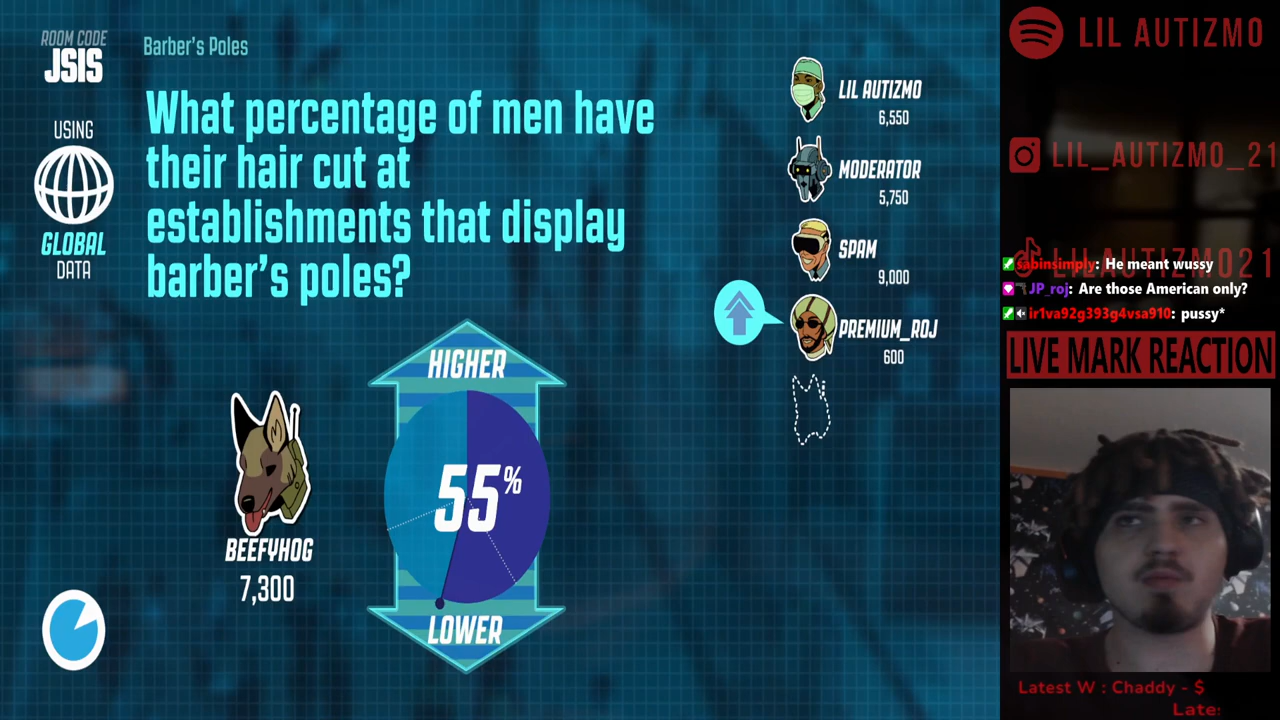 ROOM CODE
JSIS
Barber's Poles
What percentage of men have
their hair cut at
establishments that display
barber's poles?
USING
GLOBAL
DATA
HIGHER
55%
LOWER
BEEFYHOG
7,300
LIL AUTIZMO
6,550
MODERATOR
5,750
SPAM
9,000
PREMIUM_ROJ
600
LIL AUTIZMO
LIL_AUTIZMO_21
LILAUTIZMO21
sabinsimply: He meant wussy
JP_roj: Are those American only?
ir1va92g393g4vsa910: pussy*
LIVE MARK REACTION
Latest W : Chaddy - $
Late